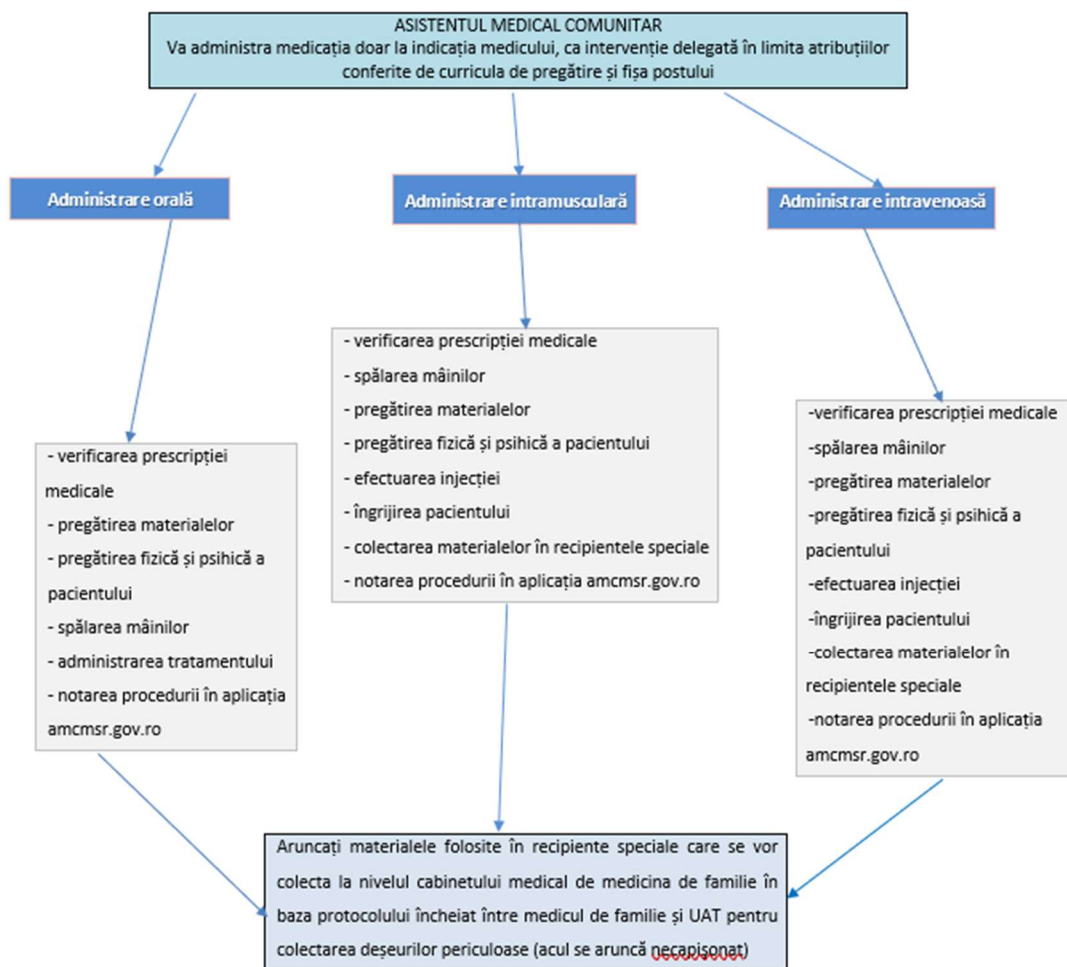 ASISTENTUL MEDICAL COMUNITAR
Va administra medicația doar la indicația medicului, ca intervenție delegată în limita atribuțiilor
conferite de curricula de pregătire și fișa postului
Administrare orală
Administrare intramusculară
Administrare intravenoasă
- verificarea prescripției
medicale
- pregătirea materialelor
- pregătirea fizică și psihică a
pacientului
- spălarea mâinilor
- administrarea tratamentului
- notarea procedurii în aplicația
amcmsr.gov.ro
- verificarea prescripției medicale
- spălarea mâinilor
- pregătirea materialelor
- pregătirea fizică și psihică a pacientului
- efectuarea injecției
- îngrijirea pacientului
- colectarea materialelor în recipientele speciale
- notarea procedurii în aplicația amcmsr.gov.ro
-verificarea prescripției medicale
-spălarea mâinilor
-pregătirea materialelor
-pregătirea fizică și psihică a
pacientului
-efectuarea injecției
-îngrijirea pacientului
-colectarea materialelor în
recipientele speciale
-notarea procedurii în aplicația
amcmsr.gov.ro
Aruncați materialele folosite în recipiente speciale care se vor
colecta la nivelul cabinetului medical de medicina de familie în
baza protocolului încheiat între medicul de familie și UAT pentru
colectarea deșeurilor periculoase (acul se aruncă necapișonat)